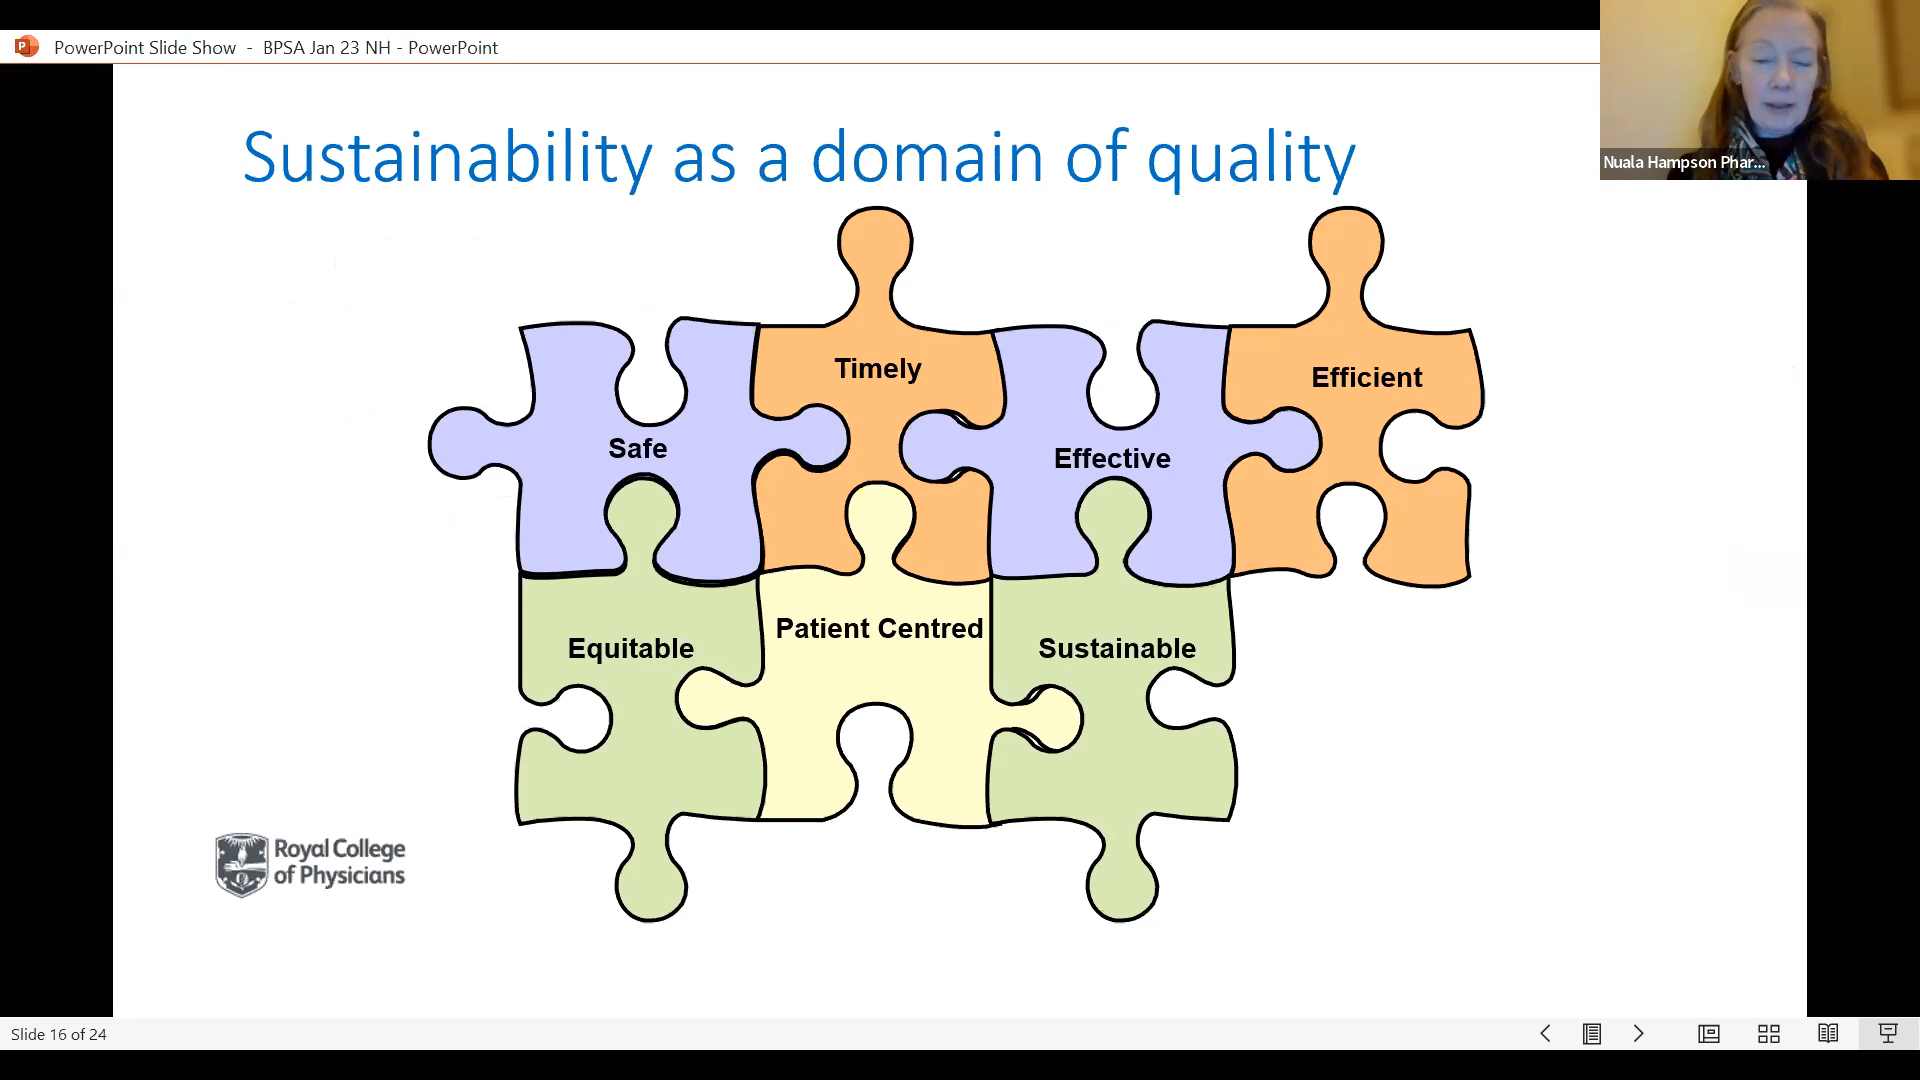 PowerPoint Slide Show - BPSA Jan 23 NH - PowerPoint
Nuala Hampson Phar...
Sustainability as a domain of quality
Timely
Efficient
Safe
Effective
Patient Centred
Equitable
Sustainable
Royal College
of Physicians
Slide 16 of 24